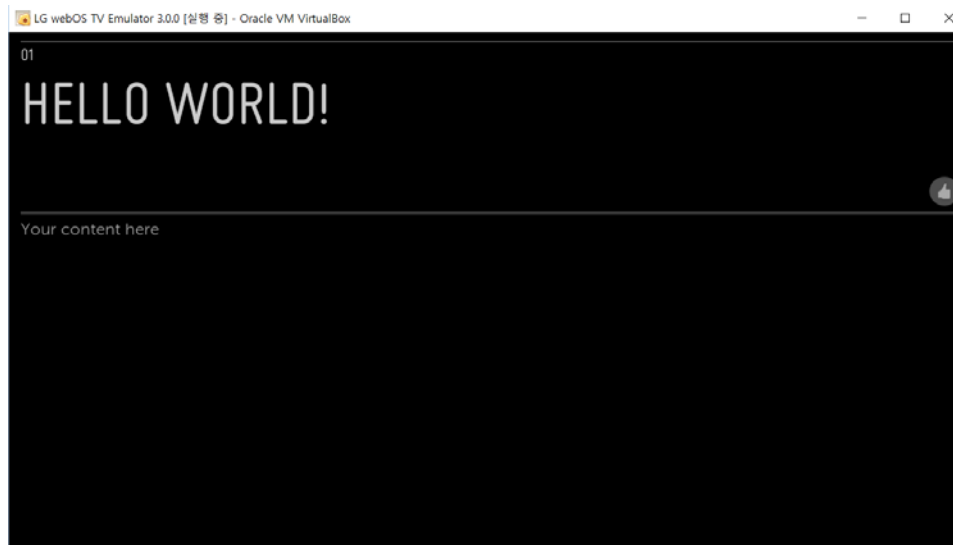 LG webOS TV Emulator 3.0.0 [실행 중] - Oracle VM VirtualBox
01
HELLO WORLD!
Your content here